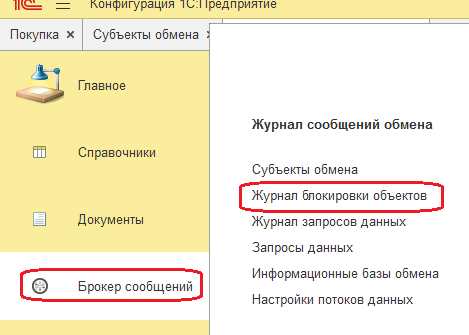 1С Конфигурация 1С:Предприятие
Покупка × Субъекты обмена
Главное
Справочники
Документы
Брокер сообщений
Журнал сообщений обмена
Субъекты обмена
Журнал блокировки объектов
Журнал запросов данных
Запросы данных
Информационные базы обмена
Настройки потоков данных